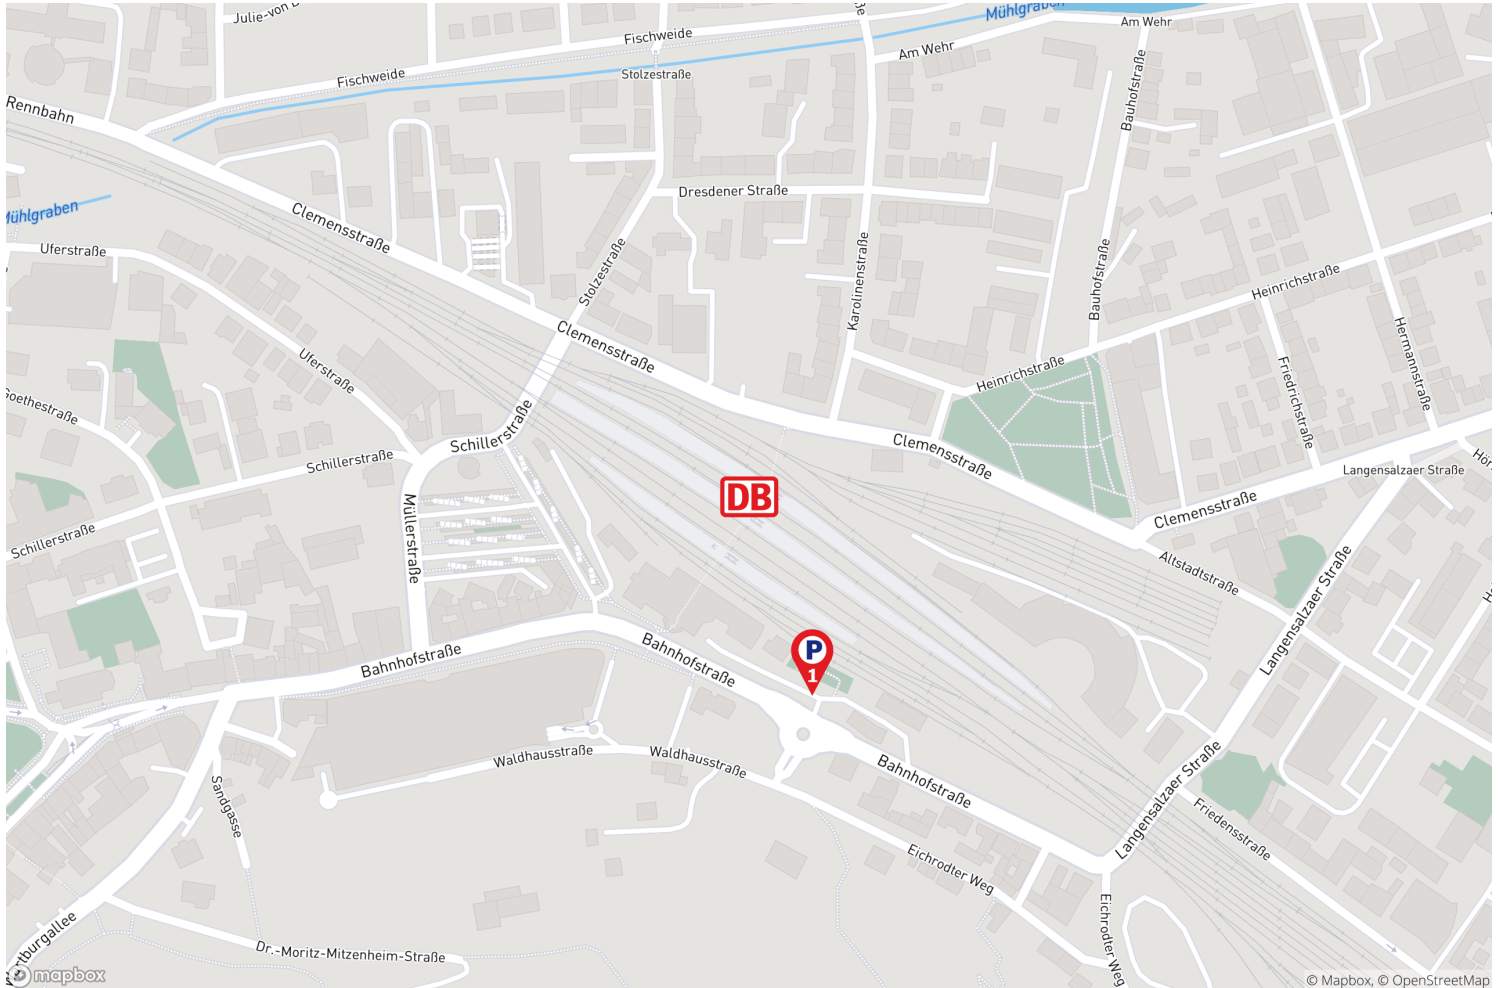 Mühlgraben
Am Wehr
Fischweide
Am Wehr
Fischweide
Stolzestraße
Rennbahn
Bauhofstraße
Dresdener Straße
Mühlgraben
Clemensstraße
Uferstraße
Stolzestraße
Karolinenstraße
Bauhofstraße
Heinrichstraße
Clemensstraße
Hermannstraße
Uferstraße
Heinrichstraße
Friedrichstraße
Goethestraße
Schillerstraße
Clemensstraße
Schillerstraße
Langensalzaer Straße
DB
Clemensstraße
Schillerstraße
Müllerstraße
Altstadtstraße
Langensalzaer Straße
Bahnhofstraße
Bahnhofstraße
P
1
Waldhausstraße
Waldhausstraße
Bahnhofstraße
Langensalzaer Straße
Sandgasse
Friedensstraße
Eichrodter Weg
Eichrodter Weg
Wartburgallee
Dr.-Moritz-Mitzenheim-Straße
mapbox
© Mapbox, © OpenStreetMap